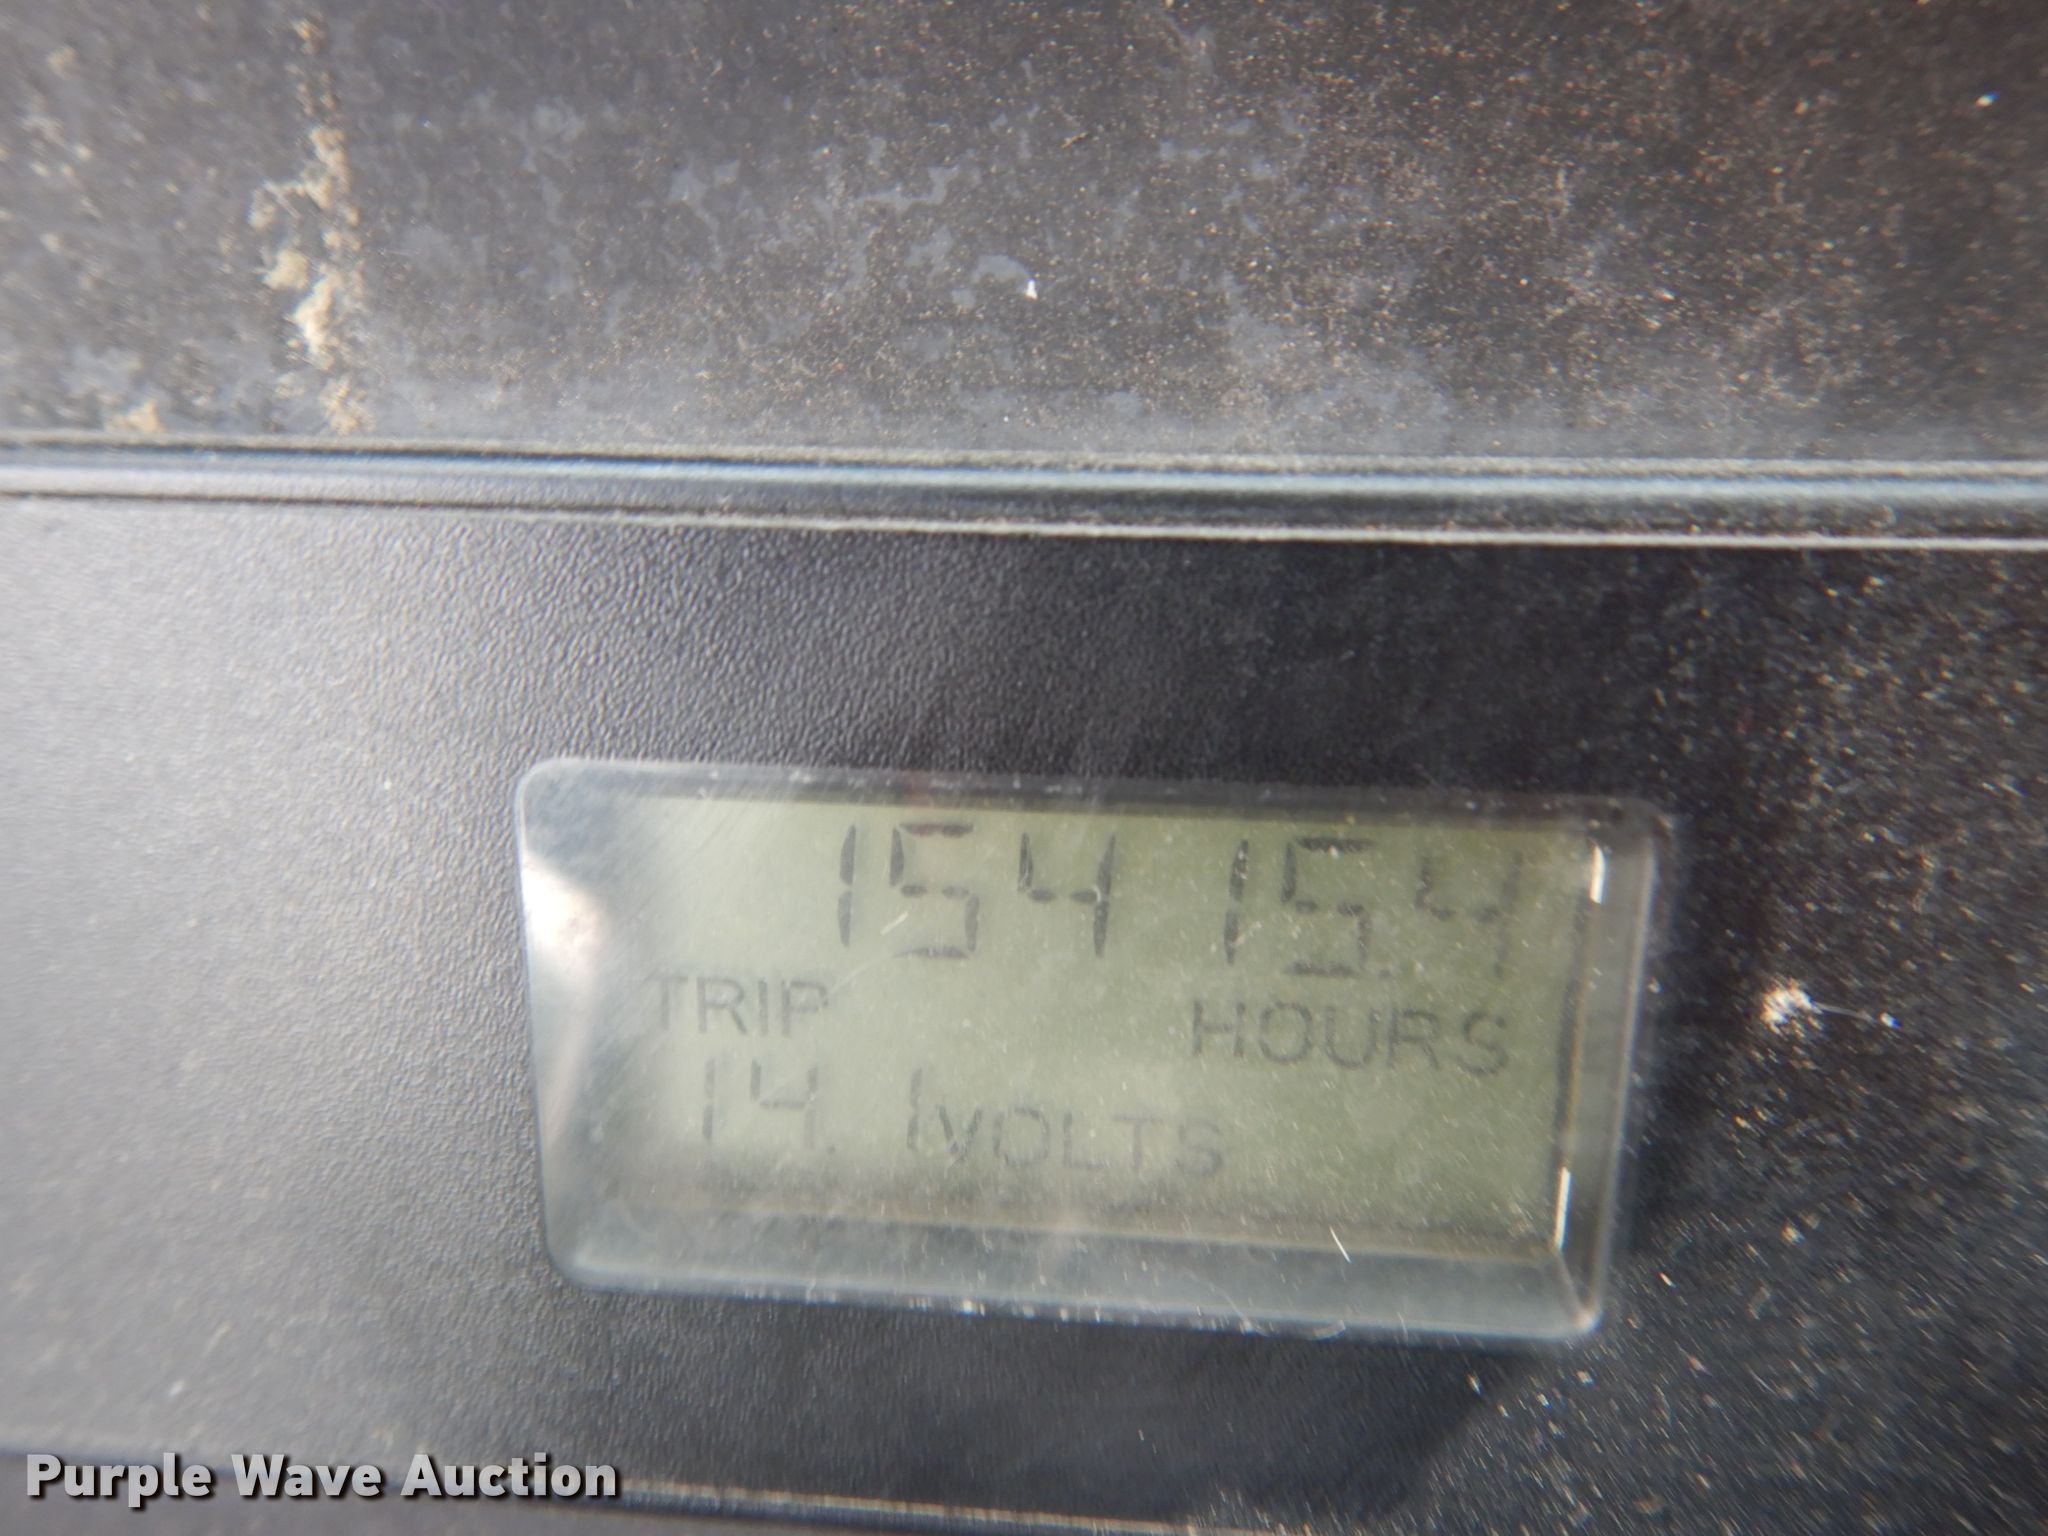 154 15.4
TRIP HOURS
14.1 VOLTS
Purple Wave Auction